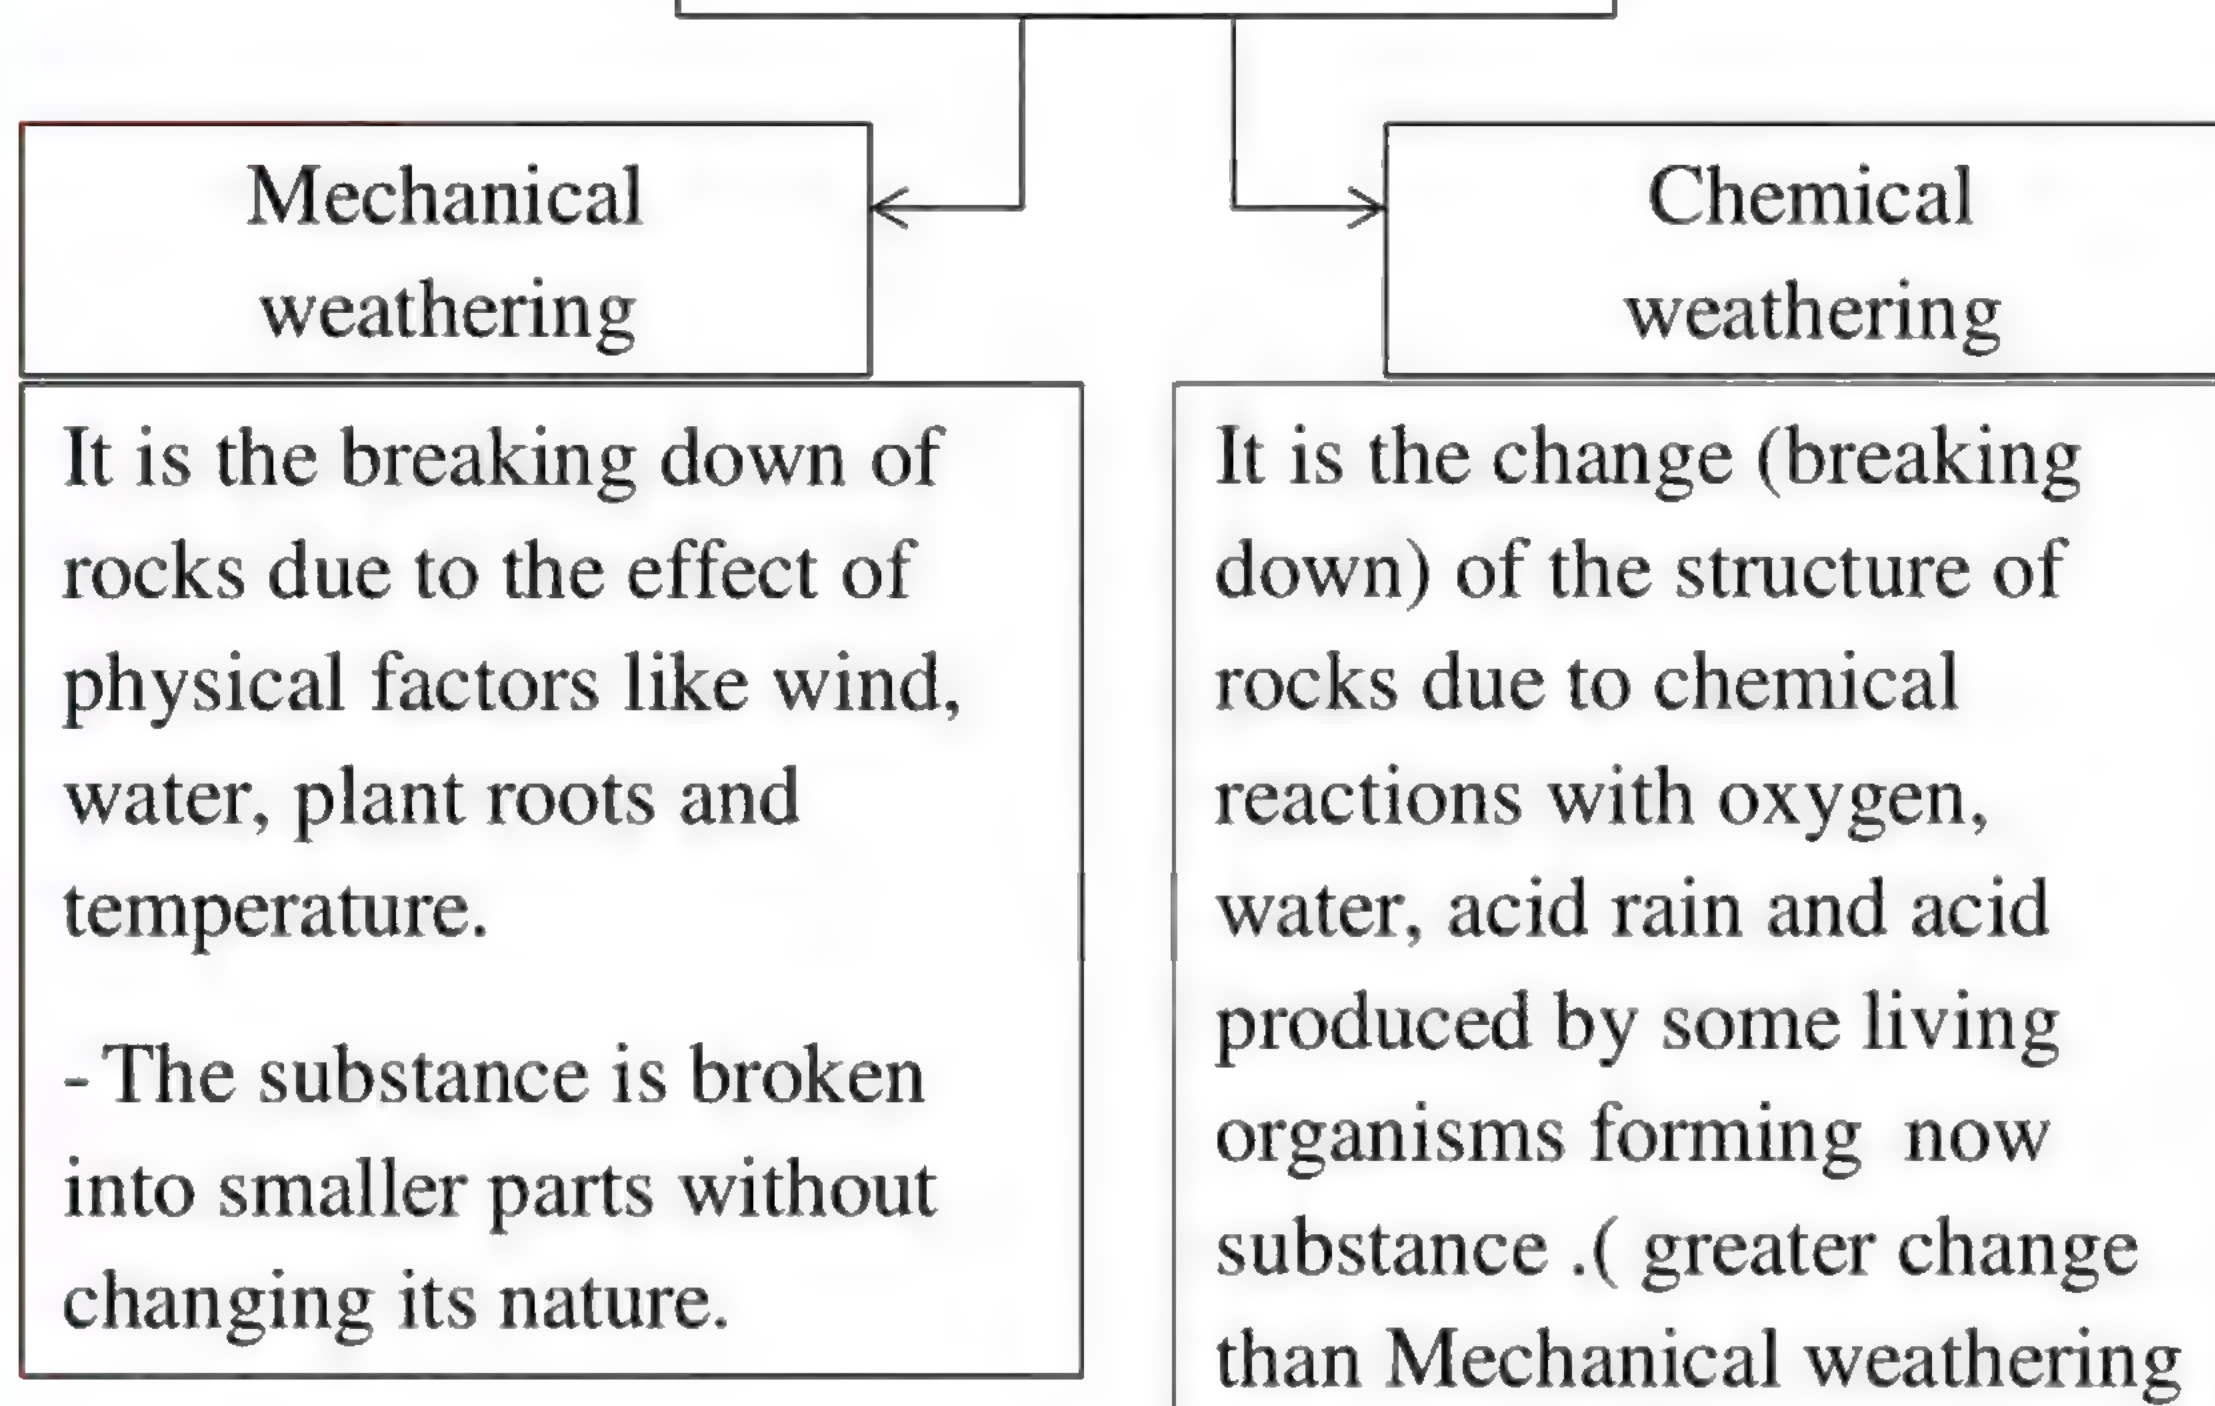 Mechanical
weathering
It is the breaking down of
rocks due to the effect of
physical factors like wind,
water, plant roots and
temperature.
- The substance is broken
into smaller parts without
changing its nature.
Chemical
weathering
It is the change (breaking
down) of the structure of
rocks due to chemical
reactions with oxygen,
water, acid rain and acid
produced by some living
organisms forming now
substance .( greater change
than Mechanical weathering